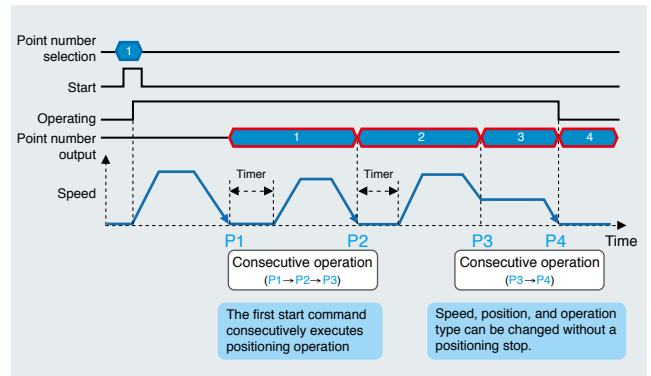 Point number
selection
1
Start
Operating
Point number
output
1
2
3
4
Speed
Timer
Timer
P1
P2
P3
P4
Time
Consecutive operation
(P1→P2→P3)
Consecutive operation
(P3→P4)
The first start command
consecutively executes
positioning operation
Speed, position, and operation
type can be changed without a
positioning stop.